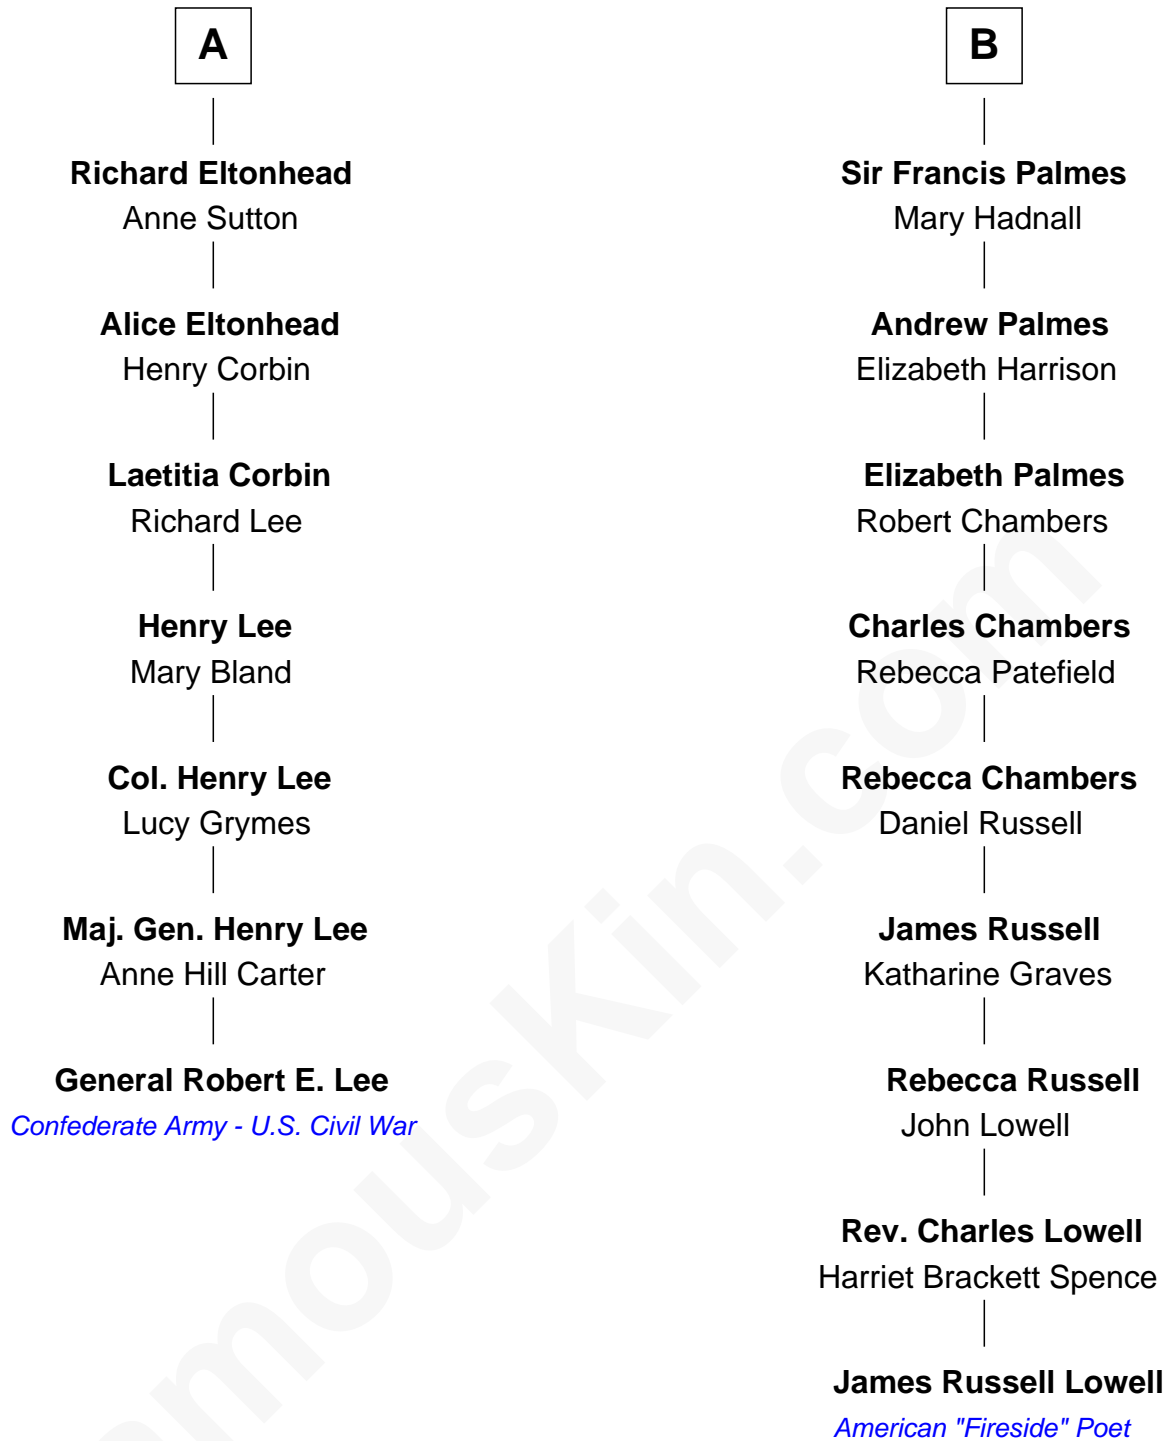 A
Richard Eltonhead
Anne Sutton
Alice Eltonhead
Henry Corbin
Laetitia Corbin
Richard Lee
Henry Lee
Mary Bland
Col. Henry Lee
Lucy Grymes
Maj. Gen. Henry Lee
Anne Hill Carter
General Robert E. Lee
Confederate Army - U.S. Civil War
B
Sir Francis Palmes
Mary Hadnall
Andrew Palmes
Elizabeth Harrison
Elizabeth Palmes
Robert Chambers
Charles Chambers
Rebecca Patefield
Rebecca Chambers
Daniel Russell
James Russell
Katharine Graves
Rebecca Russell
John Lowell
Rev. Charles Lowell
Harriet Brackett Spence
James Russell Lowell
American "Fireside" Poet
amouskin.com